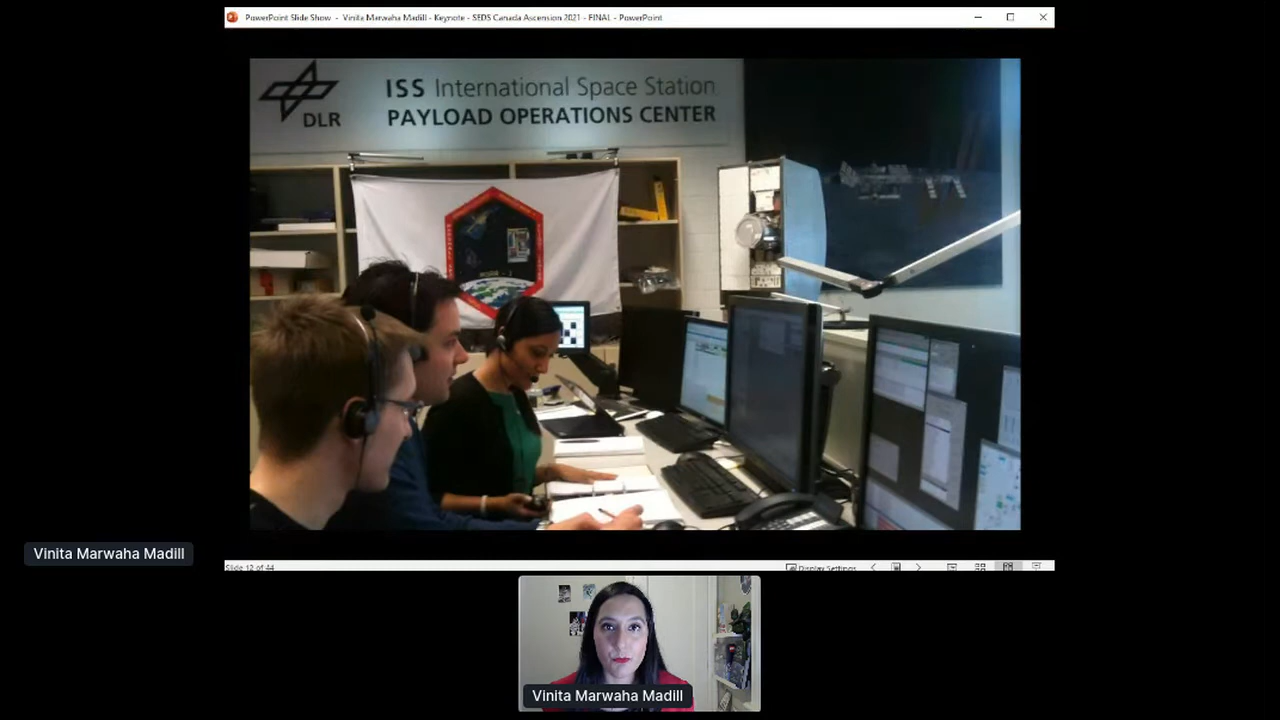 PowerPoint Slide Show - Vinita Marwaha Madill - Keynote - SEDS Canada Ascension 2021 - FINAL - PowerPoint
DLR
ISS International Space Station
PAYLOAD OPERATIONS CENTER
Vinita Marwaha Madill
Slide 12 of 44
Display Settings
Vinita Marwaha Madill